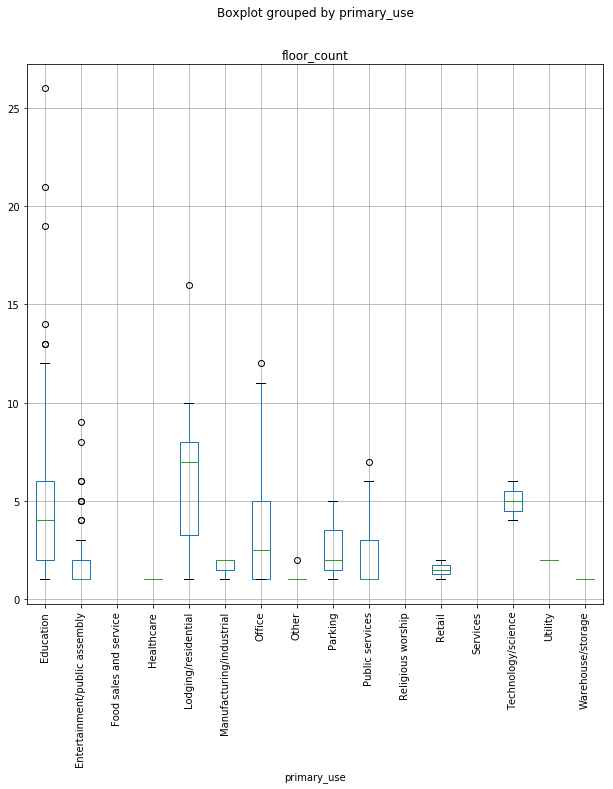 Boxplot grouped by primary_use
floor_count
25
20
15
10
5
0
Education
Entertainment/public assembly
Food sales and service
Healthcare
Lodging/residential
Manufacturing/industrial
Office
Other
Parking
Public services
Religious worship
Retail
Services
Technology/science
Utility
Warehouse/storage
primary_use